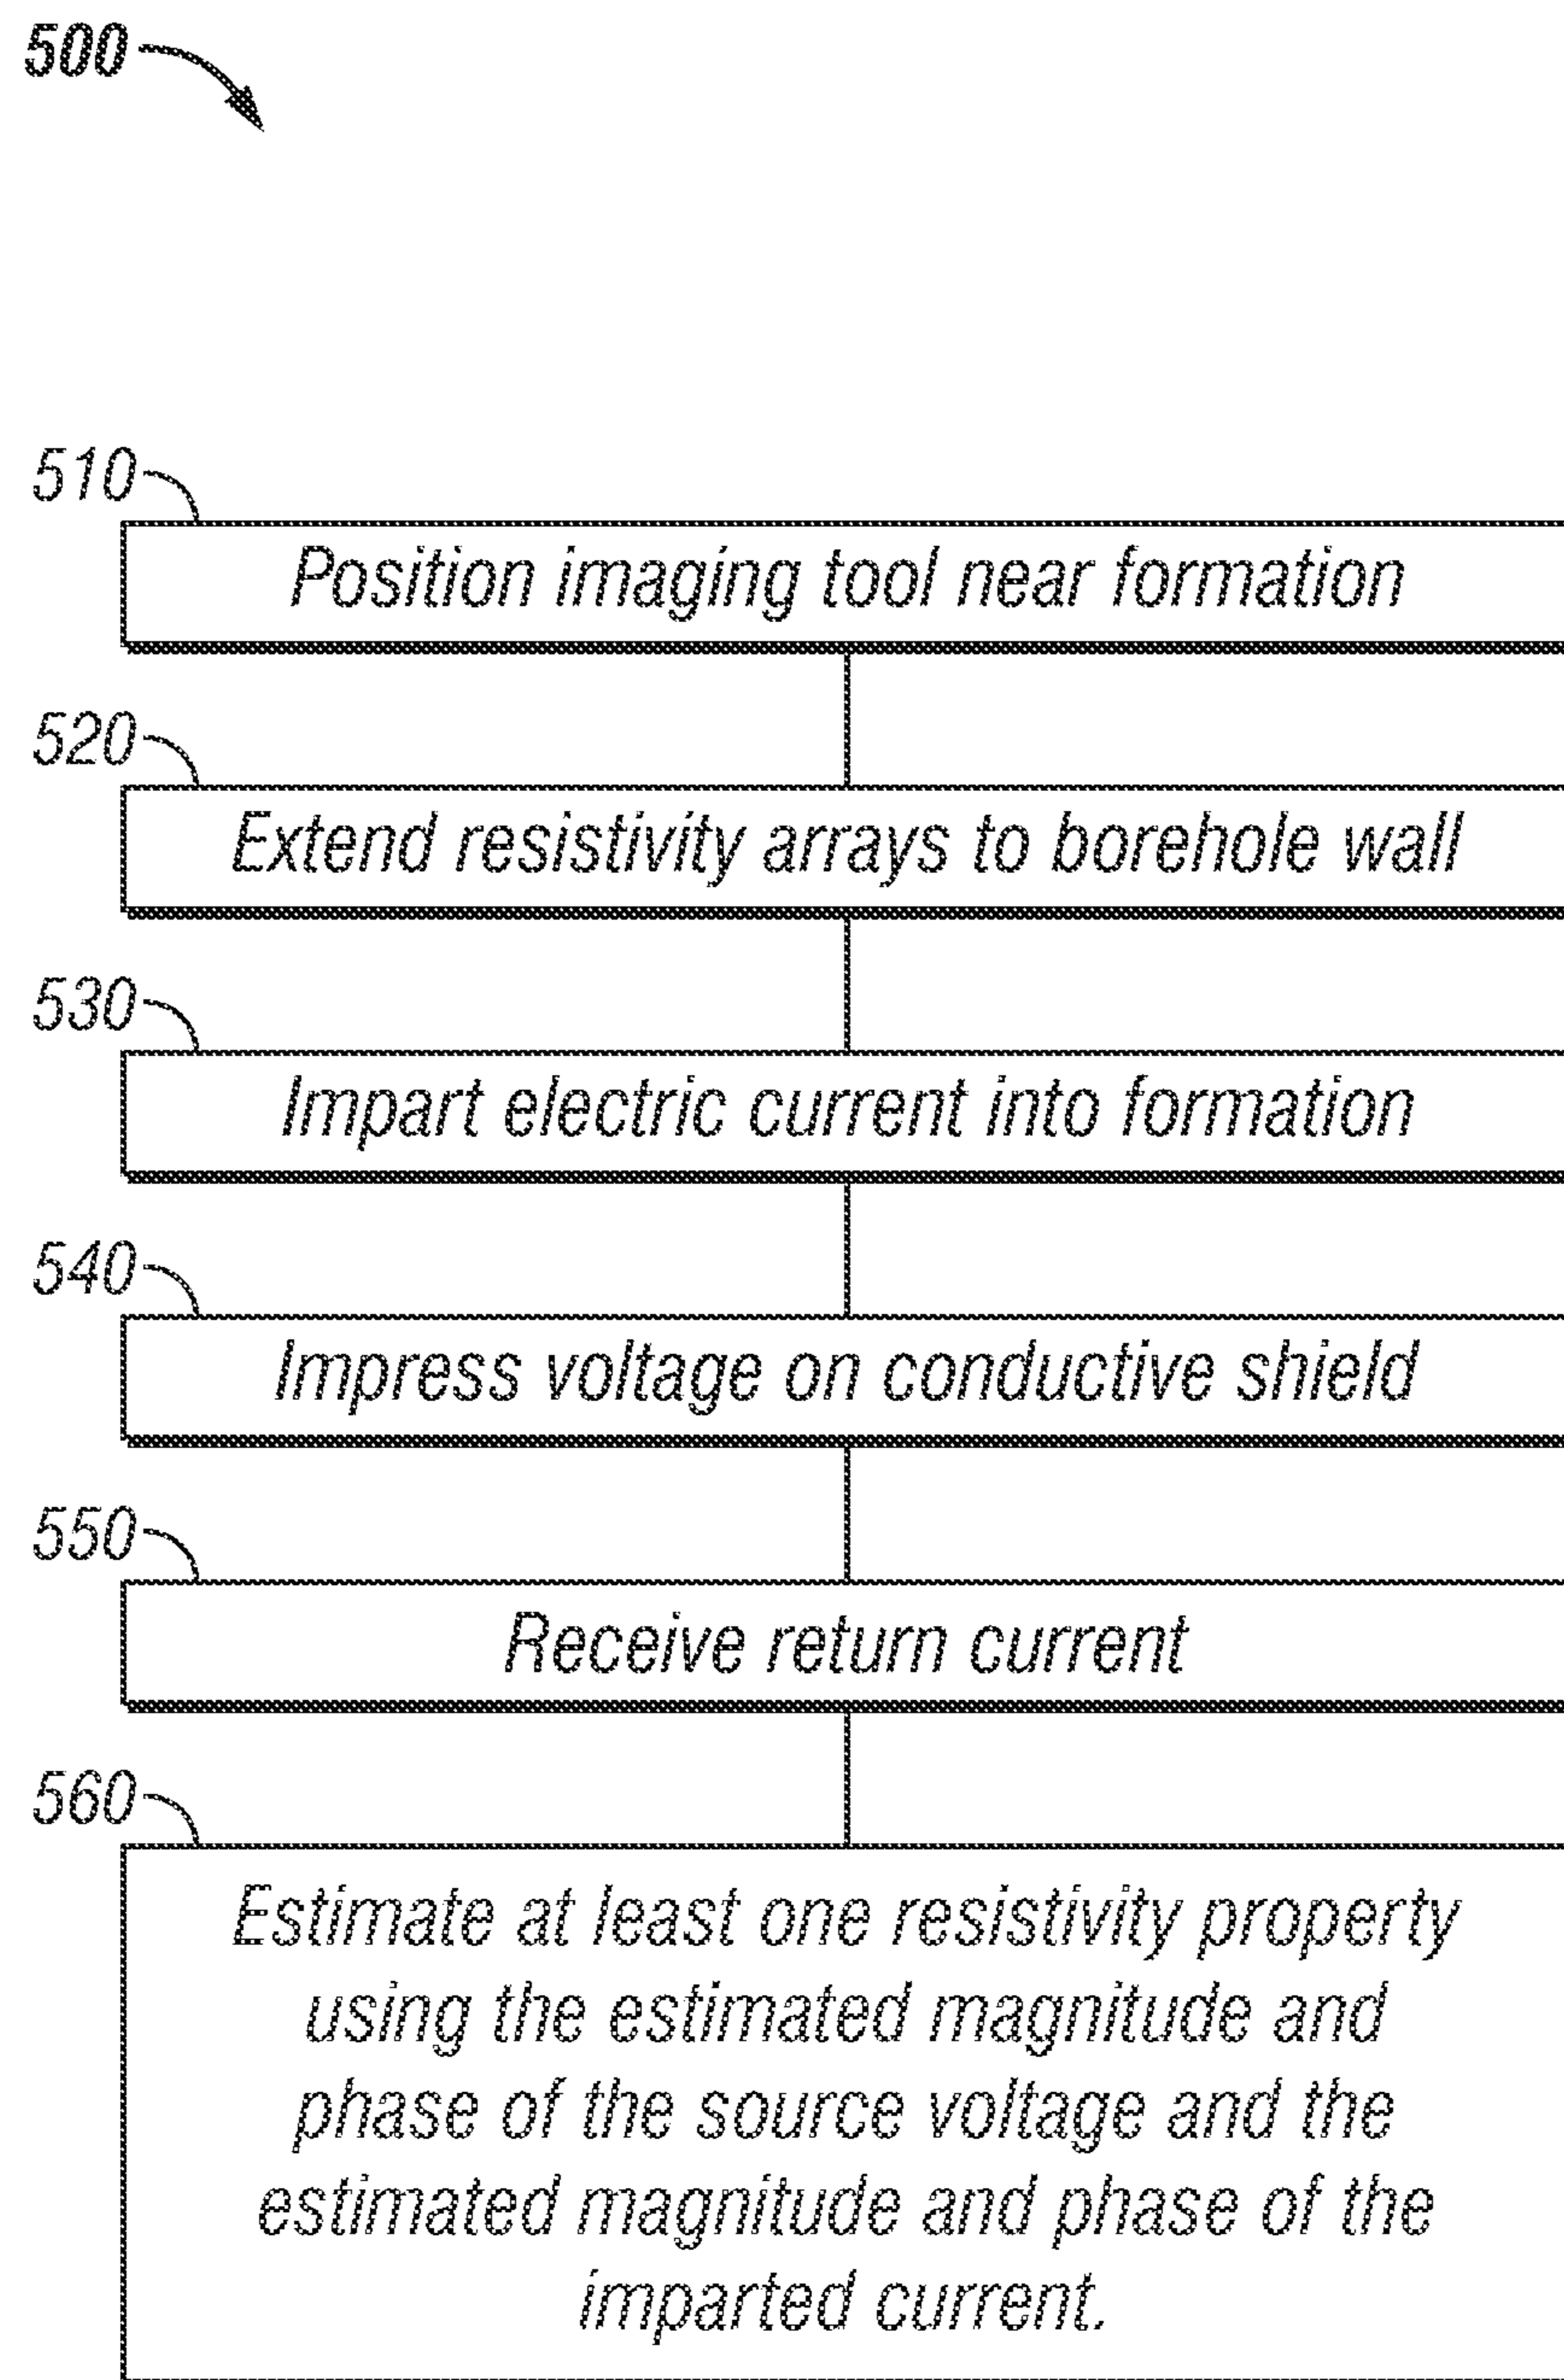 500
510
Position imaging tool near formation
520
Extend resistivity arrays to borehole wall
530
Impart electric current into formation
540
Impress voltage on conductive shield
550
Receive return current
560
Estimate at least one resistivity property
using the estimated magnitude and
phase of the source voltage and the
estimated magnitude and phase of the
imparted current.